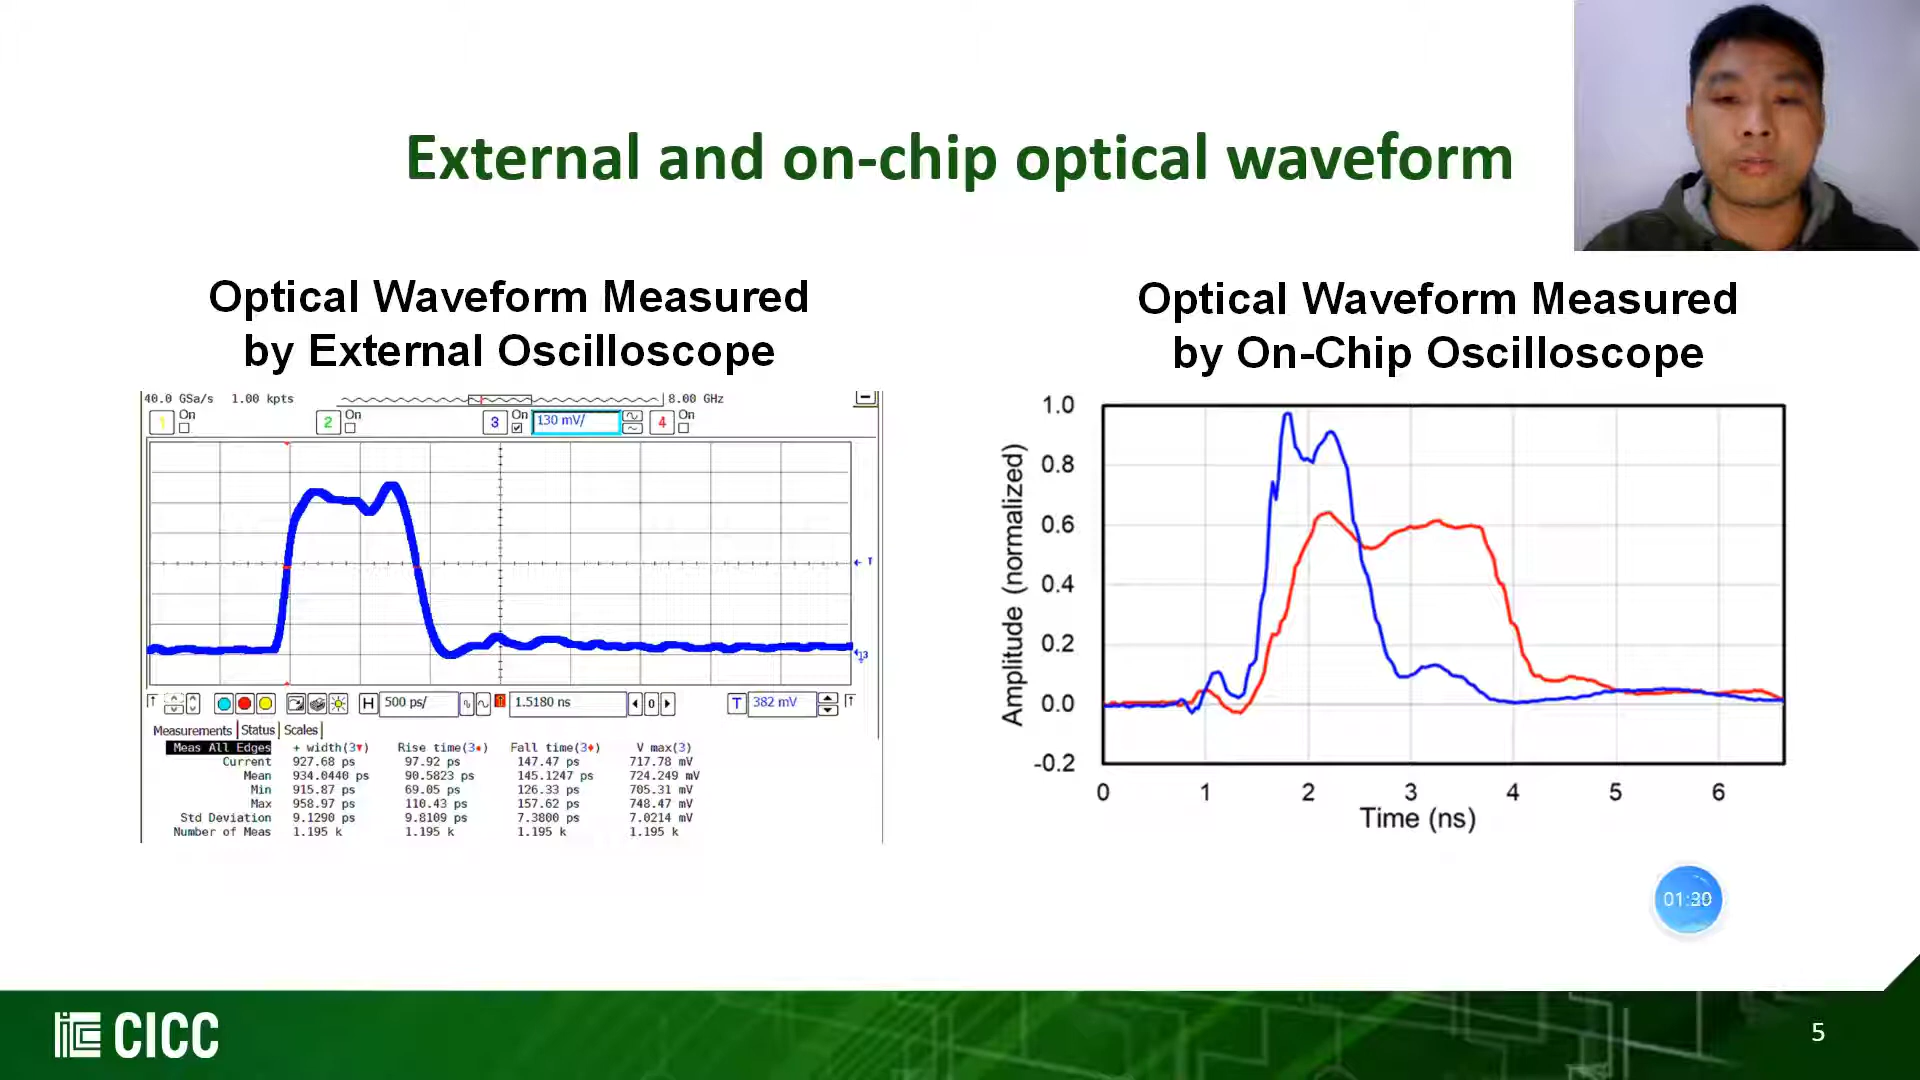 External and on-chip optical waveform
Optical Waveform Measured
by External Oscilloscope
40.0 GSa/s 1.00 kpts 8.00 GHz
1 On 2 On 3 On 130 mV/ 4 On
T
3
H 500 ps/ 1.5180 ns 0 T 382 mV
Measurements Status Scales
Meas All Edges + width(3) Rise time(3) Fall time(3) V max(3)
Current 927.68 ps 97.92 ps 147.47 ps 717.78 mV
Mean 934.0440 ps 90.5823 ps 145.1247 ps 724.249 mV
Min 915.87 ps 69.05 ps 126.33 ps 705.31 mV
Max 958.97 ps 110.43 ps 157.62 ps 748.47 mV
Std Deviation 9.1290 ps 9.8109 ps 7.3800 ps 7.0214 mV
Number of Meas 1.195 k 1.195 k 1.195 k 1.195 k
Optical Waveform Measured
by On-Chip Oscilloscope
Amplitude (normalized)
1.0
0.8
0.6
0.4
0.2
0.0
-0.2
0 1 2 3 4 5 6
Time (ns)
CICC
5